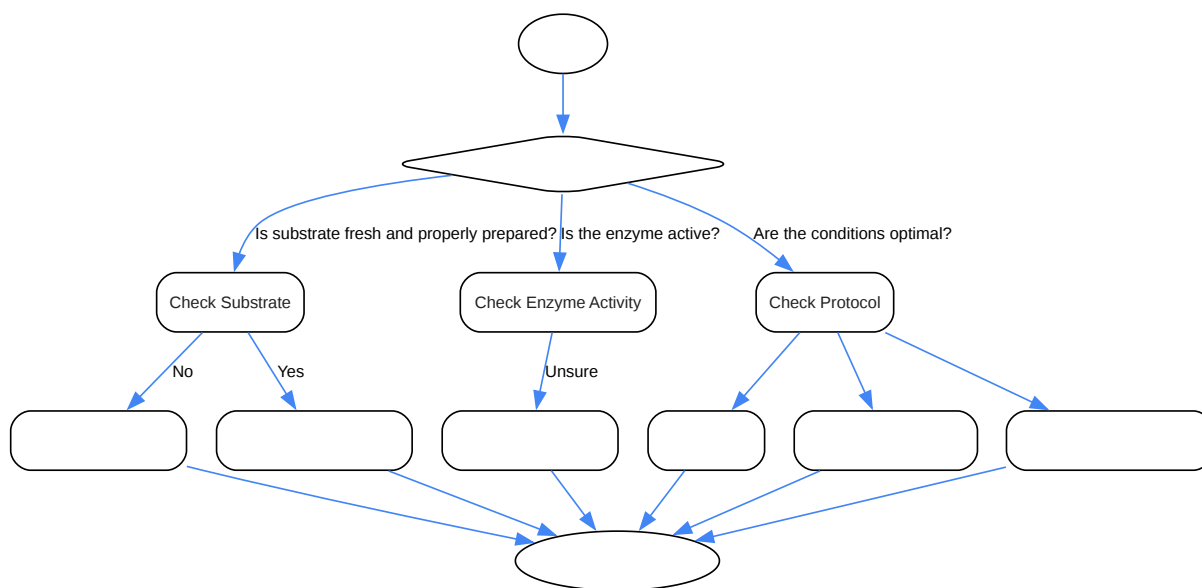 Is substrate fresh and properly prepared?
Is the enzyme active?
Are the conditions optimal?
Check Substrate
Check Enzyme Activity
Check Protocol
No
Yes
Unsure